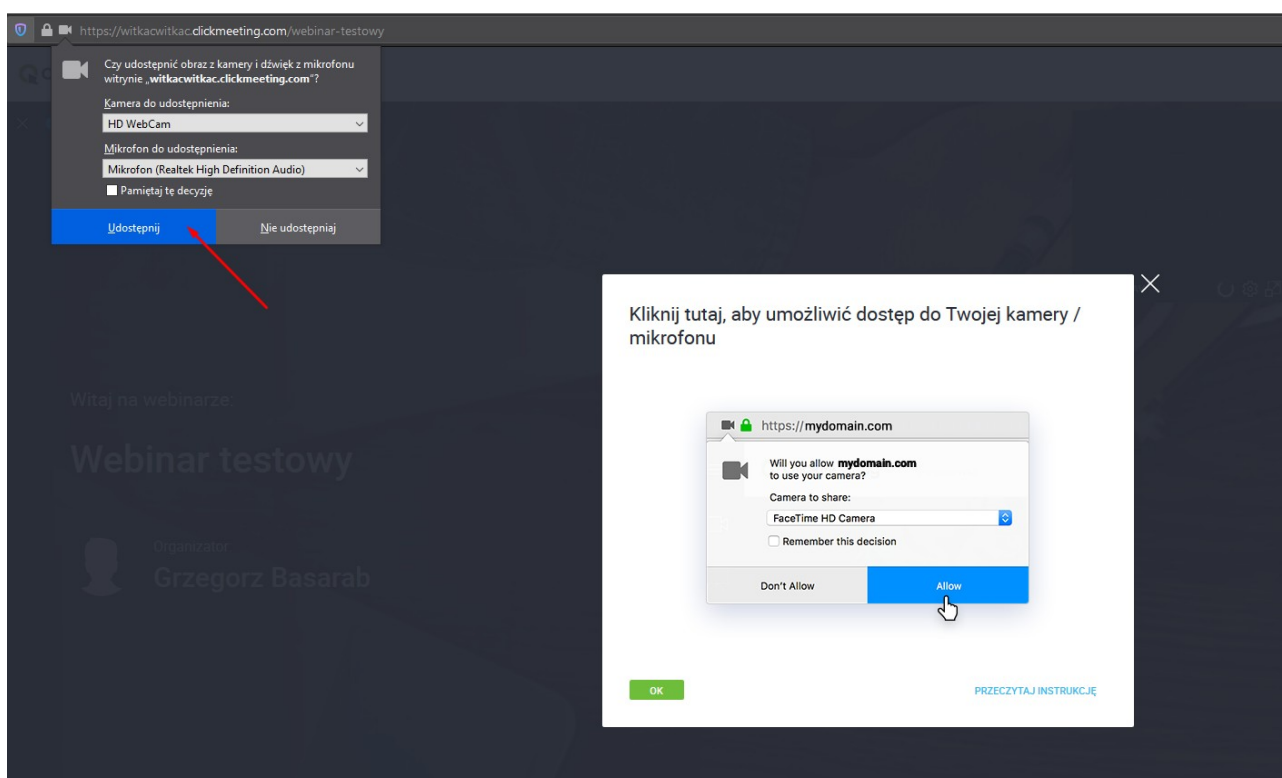 https://witkacwitkac.clickmeeting.com/webinar-testowy
Czy udostępnić obraz z kamery i dźwięk z mikrofonu
witrynie „witkacwitkac.clickmeeting.com”?
Kamera do udostępnienia:
HD WebCam
Mikrofon do udostępnienia:
Mikrofon (Realtek High Definition Audio)
Pamiętaj tę decyzję
Udostępnij
Nie udostępniaj
Kliknij tutaj, aby umożliwić dostęp do Twojej kamery /
mikrofonu
https://mydomain.com
Will you allow mydomain.com
to use your camera?
Camera to share:
FaceTime HD Camera
Remember this decision
Don't Allow
Allow
OK
PRZECZYTAJ INSTRUKCJĘ
Witaj na webinarze:
Webinar testowy
Organizator
Grzegorz Basarab